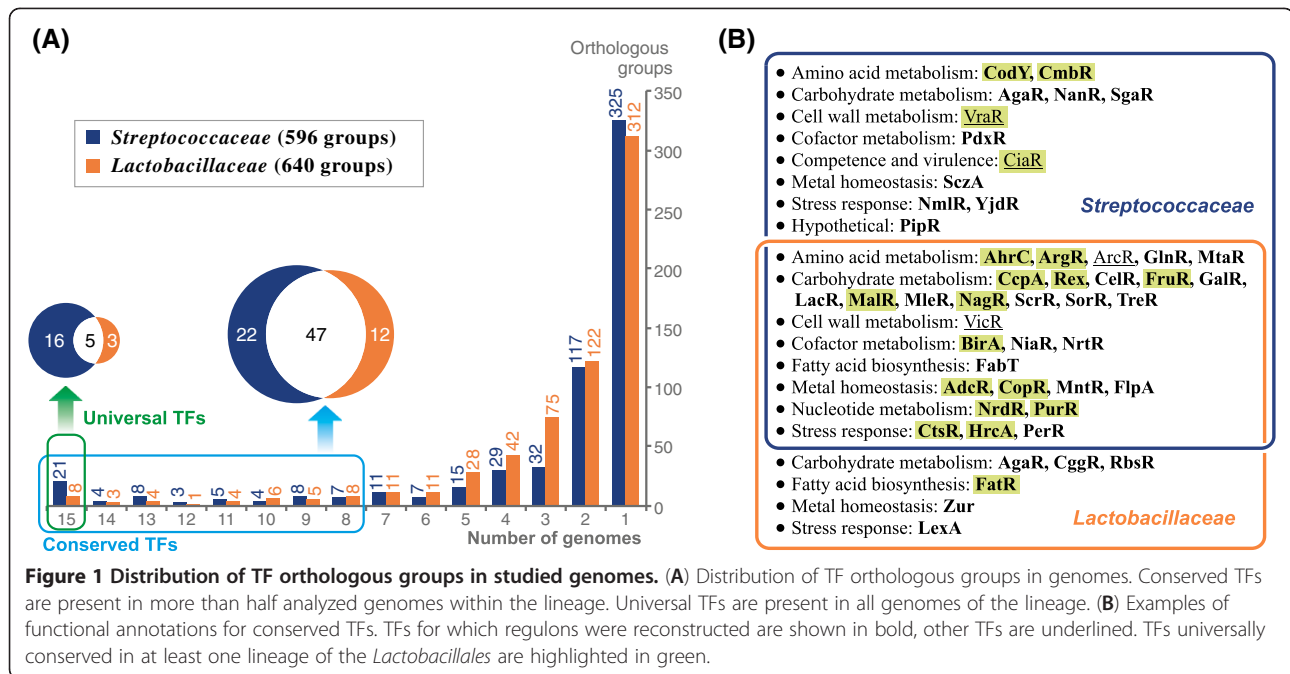 (A)
Orthologous
groups
Streptococcaceae (596 groups)
Lactobacillaceae (640 groups)
350
300
250
200
150
100
50
0
16 5 3
22 47 12
Universal TFs
21 8
4 3
8 4
3 1
5 4
4 6
8 5
7 8
11 11
7 11
15 28
29 42
32 75
117 122
325 312
15 14 13 12 11 10 9 8 7 6 5 4 3 2 1
Conserved TFs
Number of genomes
(B)
• Amino acid metabolism: CodY, CmbR
• Carbohydrate metabolism: AgaR, NanR, SgaR
• Cell wall metabolism: VraR
• Cofactor metabolism: PdxR
• Competence and virulence: CiaR
• Metal homeostasis: SczA
• Stress response: NmlR, YjdR
• Hypothetical: PipR
Streptococcaceae
• Amino acid metabolism: AhrC, ArgR, ArcR, GlnR, MtaR
• Carbohydrate metabolism: CcpA, Rex, CelR, FruR, GalR,
LacR, MalR, MleR, NagR, ScrR, SorR, TreR
• Cell wall metabolism: VicR
• Cofactor metabolism: BirA, NiaR, NrtR
• Fatty acid biosynthesis: FabT
• Metal homeostasis: AdcR, CopR, MntR, FlpA
• Nucleotide metabolism: NrdR, PurR
• Stress response: CtsR, HrcA, PerR
• Carbohydrate metabolism: AgaR, CggR, RbsR
• Fatty acid biosynthesis: FatR
• Metal homeostasis: Zur
• Stress response: LexA
Lactobacillaceae
Figure 1 Distribution of TF orthologous groups in studied genomes. (A) Distribution of TF orthologous groups in genomes. Conserved TFs
are present in more than half analyzed genomes within the lineage. Universal TFs are present in all genomes of the lineage. (B) Examples of
functional annotations for conserved TFs. TFs for which regulons were reconstructed are shown in bold, other TFs are underlined. TFs universally
conserved in at least one lineage of the Lactobacillales are highlighted in green.